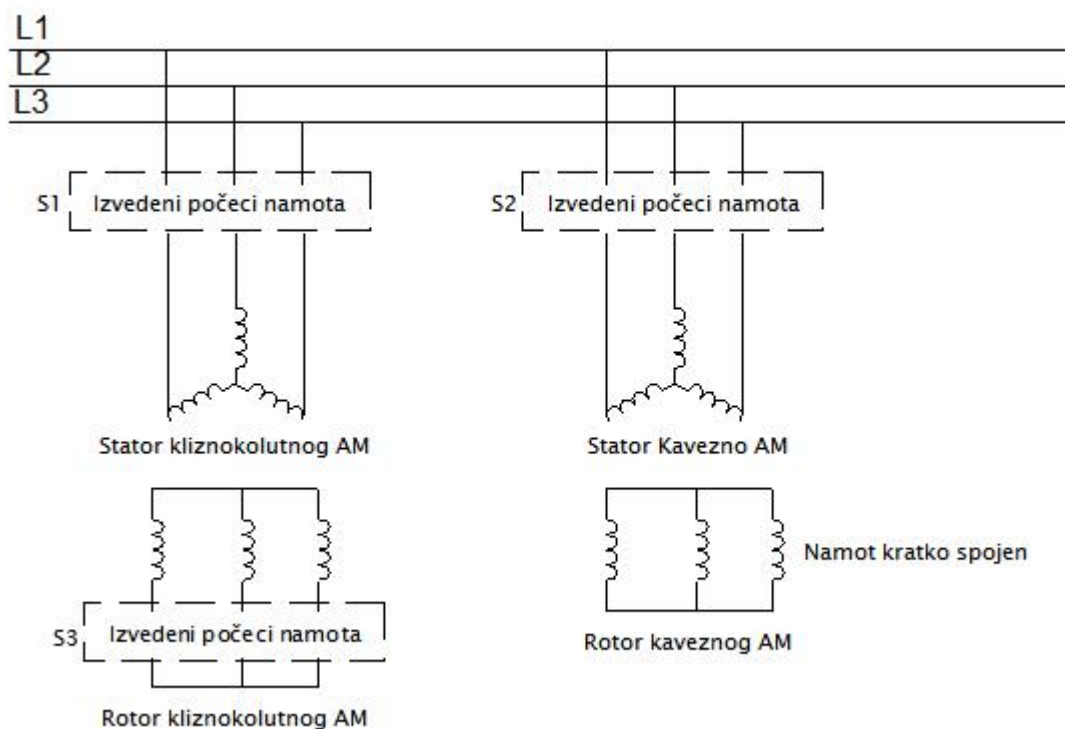 L1
L2
L3
S1 Izvedeni počeci namota
S2 Izvedeni počeci namota
Stator kliznokolutnog AM
Stator Kavezno AM
Namot kratko spojen
S3 Izvedeni počeci namota
Rotor kaveznog AM
Rotor kliznokolutnog AM